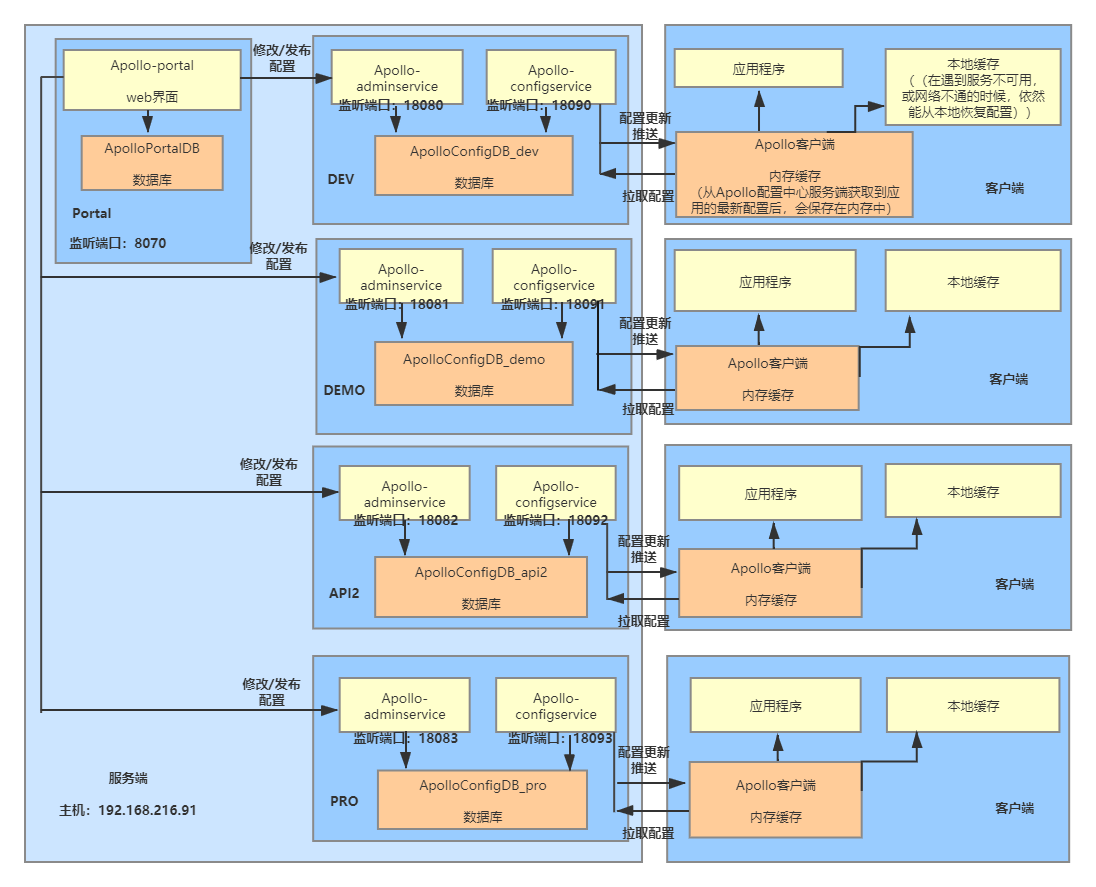 Apollo-portal
web界面
ApolloPortalDB
数据库
Portal
监听端口：8070
修改/发布
配置
Apollo-
adminservice
监听端口：18080
Apollo-
configservice
监听端口：18090
ApolloConfigDB_dev
数据库
DEV
配置更新
推送
拉取配置
应用程序
本地缓存
（（在遇到服务不可用，
或网络不通的时候，依然
能从本地恢复配置））
Apollo客户端
内存缓存
（从Apollo配置中心服务端获取到应
用的最新配置后，会保存在内存中）
客户端
修改/发布
配置
Apollo-
adminservice
监听端口：18081
Apollo-
configservice
监听端口：18091
ApolloConfigDB_demo
数据库
DEMO
配置更新
推送
拉取配置
应用程序
本地缓存
Apollo客户端
内存缓存
客户端
修改/发布
配置
Apollo-
adminservice
监听端口：18082
Apollo-
configservice
监听端口：18092
ApolloConfigDB_api2
数据库
API2
配置更新
推送
拉取配置
应用程序
本地缓存
Apollo客户端
内存缓存
客户端
修改/发布
配置
Apollo-
adminservice
监听端口：18083
Apollo-
configservice
监听端口：18093
ApolloConfigDB_pro
数据库
PRO
配置更新
推送
拉取配置
应用程序
本地缓存
Apollo客户端
内存缓存
客户端
服务端
主机：192.168.216.91